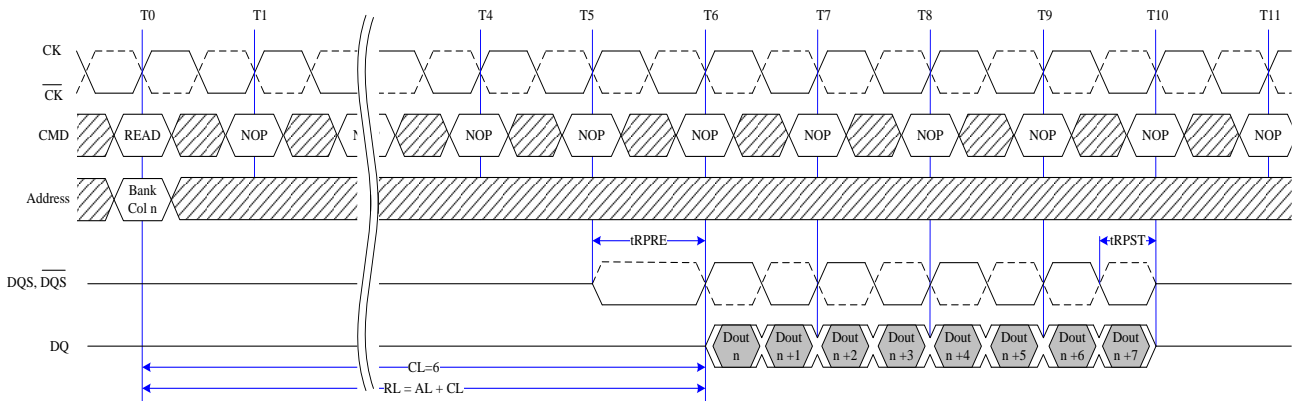 T0 T1 T4 T5 T6 T7 T8 T9 T10 T11
CK
CK
CMD READ NOP N P NOP NOP NOP NOP NOP NOP NOP NOP
Address Bank
Col n
tRPRE tRPST
DQS, DQS
DQ Dout Dout Dout Dout Dout Dout Dout Dout
n n +1 n +2 n +3 n +4 n +5 n +6 n +7
CL=6
RL = AL + CL